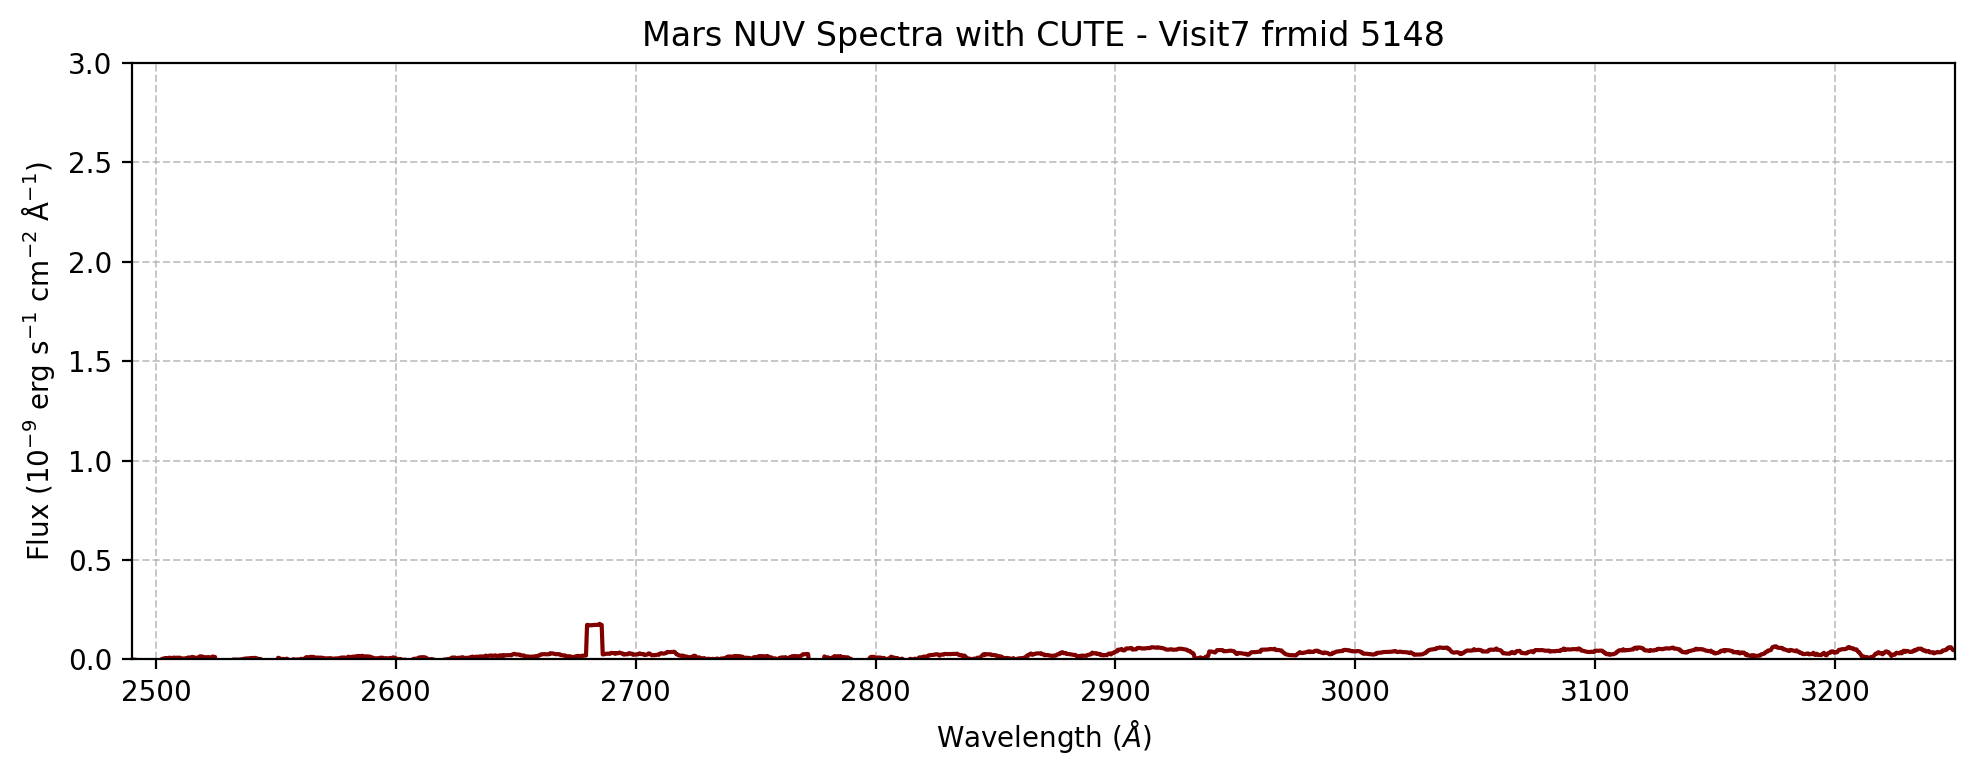 Mars NUV Spectra with CUTE - Visit7 frmid 5148
Flux (10⁻⁹ erg s⁻¹ cm⁻² Å⁻¹)
3.0
2.5
2.0
1.5
1.0
0.5
0.0
2500 2600 2700 2800 2900 3000 3100 3200
Wavelength (Å)